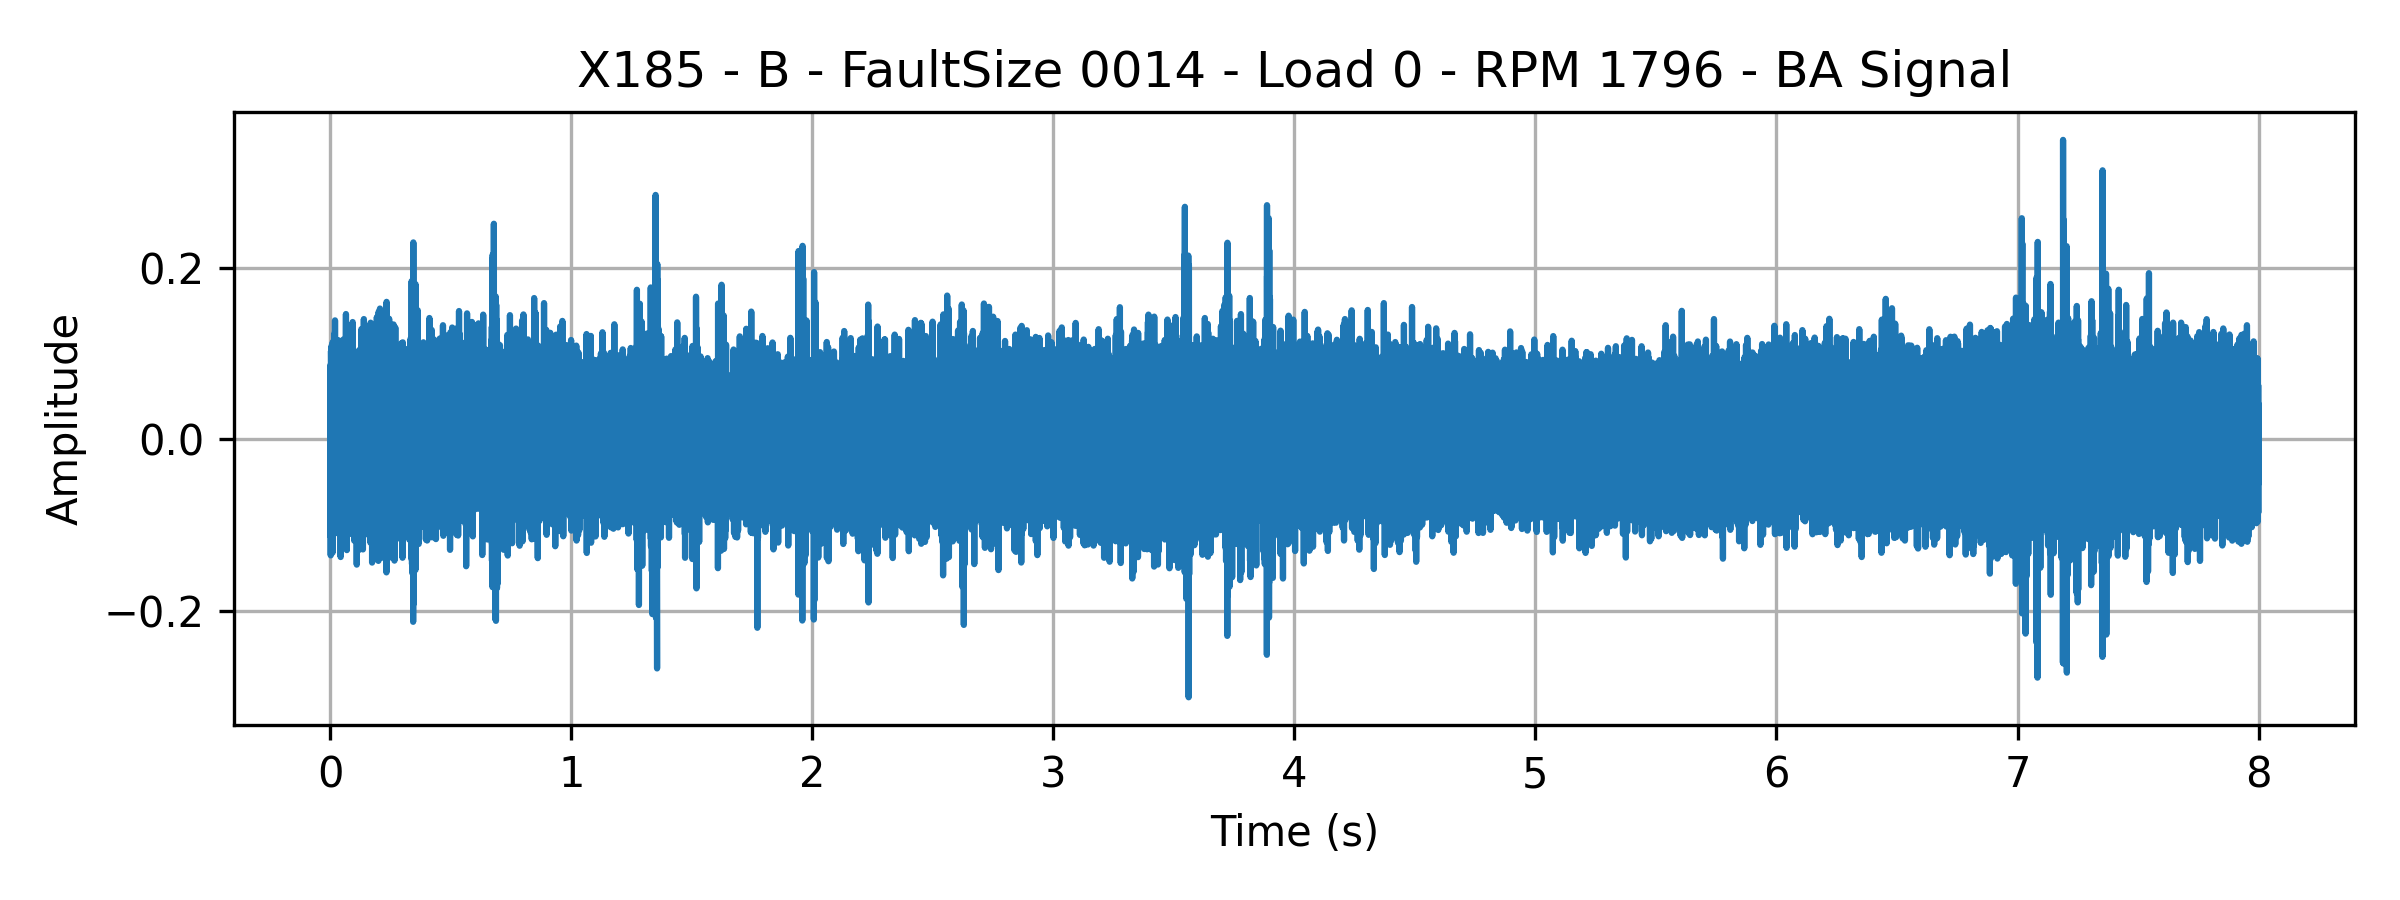 X185 - B - FaultSize 0014 - Load 0 - RPM 1796 - BA Signal
Amplitude
0.2
0.0
−0.2
0 1 2 3 4 5 6 7 8
Time (s)